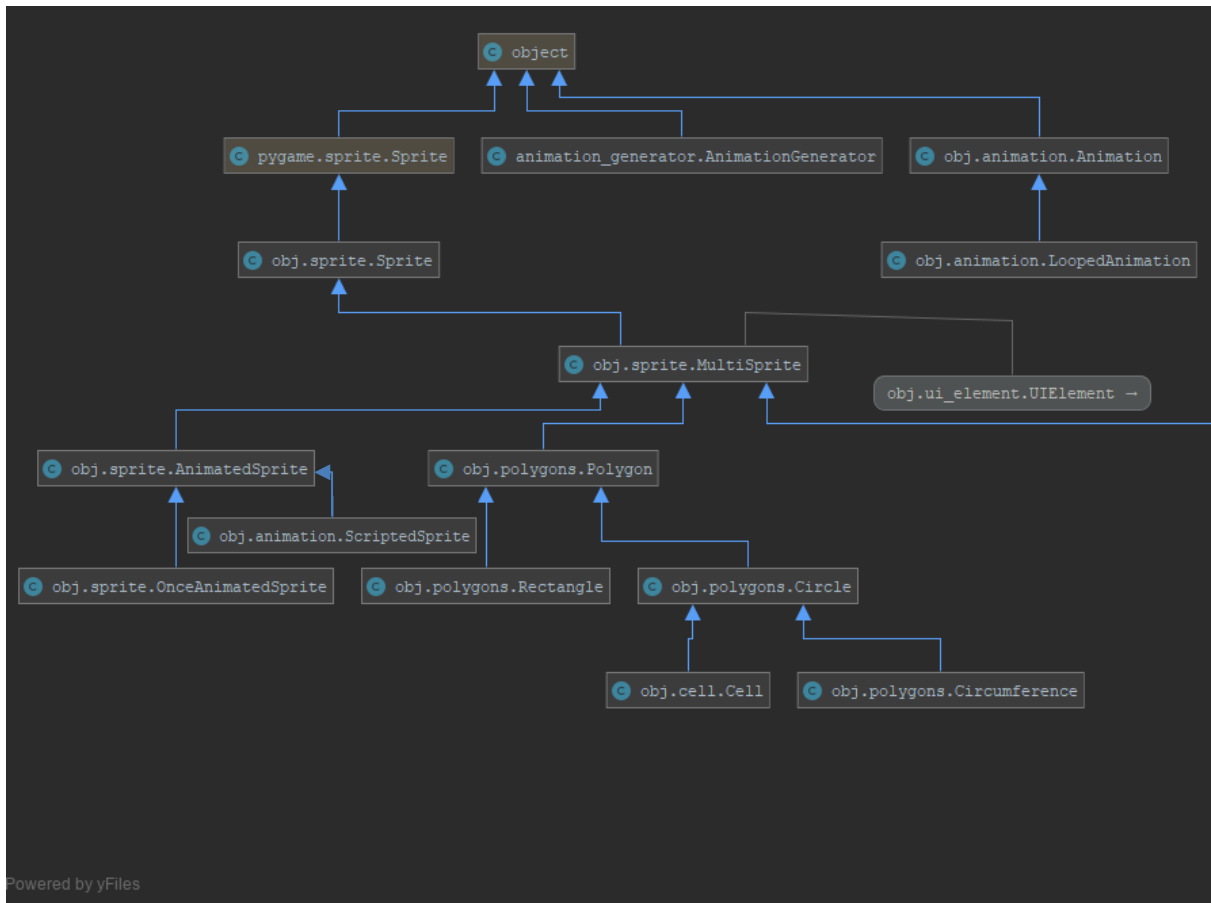 object
pygame.sprite.Sprite
animation_generator.AnimationGenerator
obj.animation.Animation
obj.sprite.Sprite
obj.animation.LoopedAnimation
obj.sprite.MultiSprite
obj.ui_element.UIElement →
obj.sprite.AnimatedSprite
obj.polygons.Polygon
obj.animation.ScriptedSprite
obj.sprite.OnceAnimatedSprite
obj.polygons.Rectangle
obj.polygons.Circle
obj.cell.Cell
obj.polygons.Circumference
Powered by yFiles